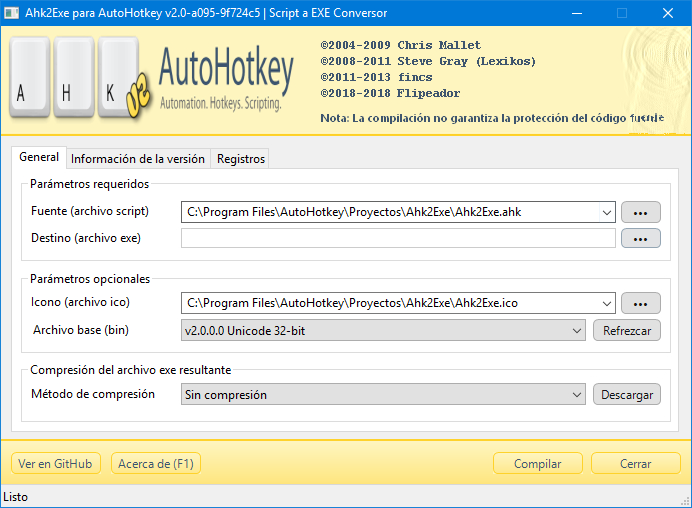 Ahk2Exe para AutoHotkey v2.0-a095-9f724c5 | Script a EXE Conversor
A H K 2E
AutoHotkey
Automation. Hotkeys. Scripting.
©2004-2009 Chris Mallet
©2008-2011 Steve Gray (Lexikos)
©2011-2013 fincs
©2018-2018 Flipeador
Nota: La compilación no garantiza la protección del código fuente
General Información de la versión Registros
Parámetros requeridos
Fuente (archivo script) C:\Program Files\AutoHotkey\Proyectos\Ahk2Exe\Ahk2Exe.ahk ...
Destino (archivo exe) ...
Parámetros opcionales
Icono (archivo ico) C:\Program Files\AutoHotkey\Proyectos\Ahk2Exe\Ahk2Exe.ico ...
Archivo base (bin) v2.0.0.0 Unicode 32-bit Refrezcar
Compresión del archivo exe resultante
Método de compresión Sin compresión Descargar
Ver en GitHub Acerca de (F1) Compilar Cerrar
Listo